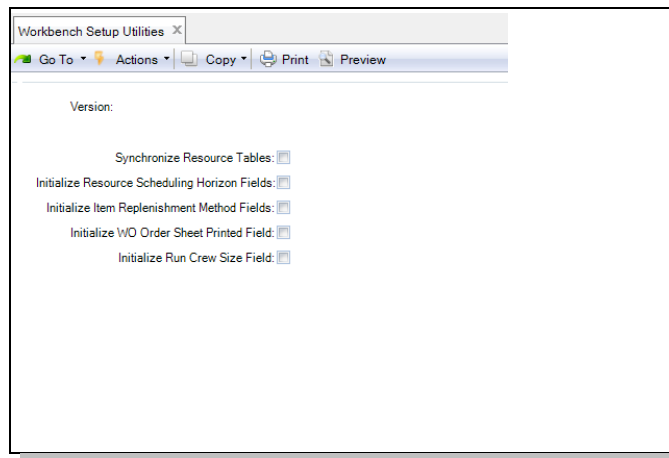 Workbench Setup Utilities X
Go To Actions Copy Print Preview
Version:
Synchronize Resource Tables:
Initialize Resource Scheduling Horizon Fields:
Initialize Item Replenishment Method Fields:
Initialize WO Order Sheet Printed Field:
Initialize Run Crew Size Field: